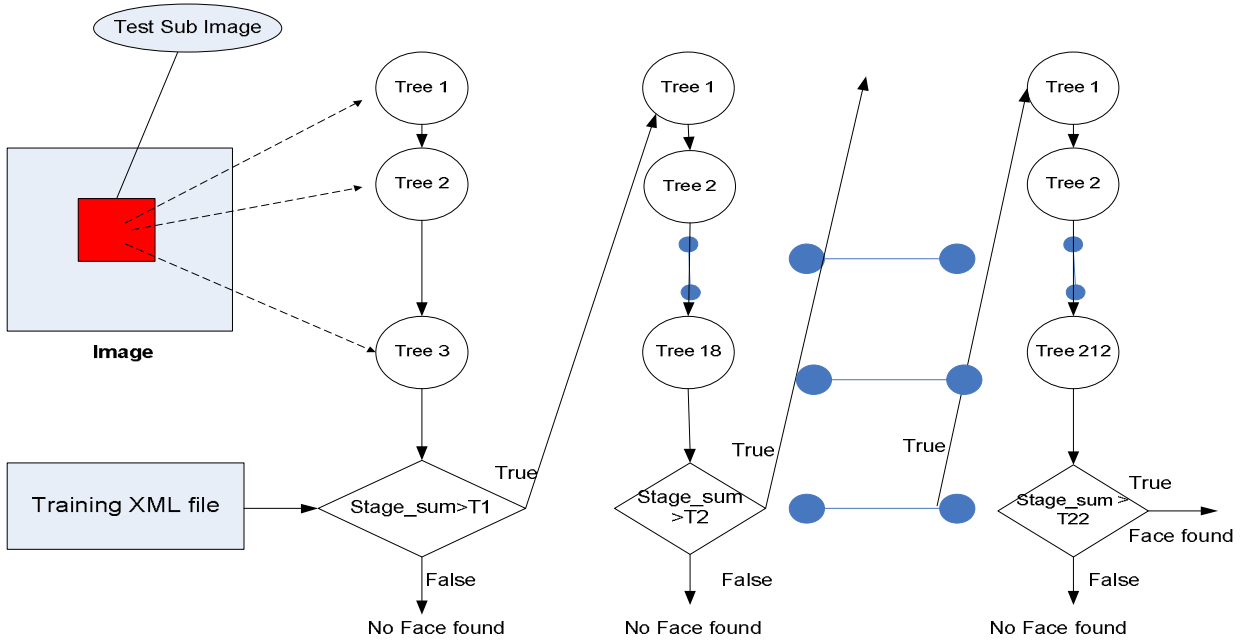 Test Sub Image
Image
Training XML file
Tree 1
Tree 2
Tree 3
Stage_sum>T1
True
False
No Face found
Tree 1
Tree 2
Tree 18
Stage_sum
>T2
True
False
No Face found
True
Tree 1
Tree 2
Tree 212
Stage_sum >
T22
True
Face found
False
No Face found